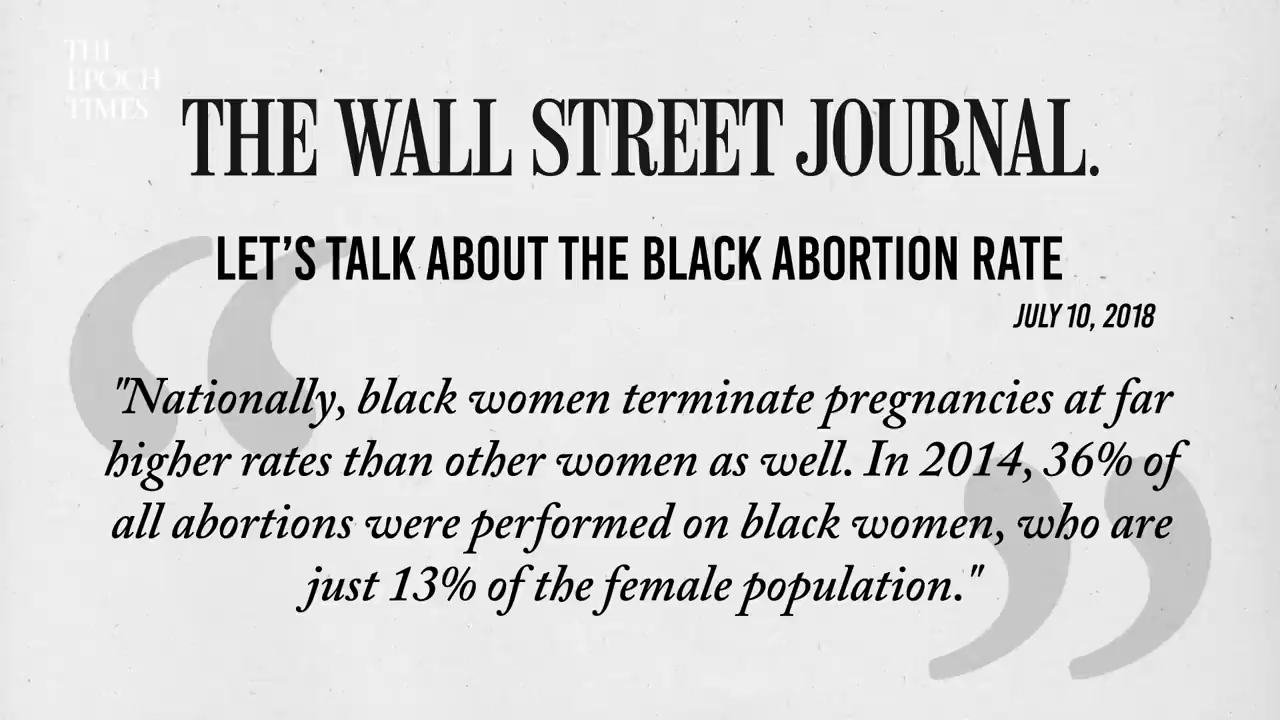 THE
EPOCH
TIMES
THE WALL STREET JOURNAL.
LET'S TALK ABOUT THE BLACK ABORTION RATE
JULY 10, 2018
"Nationally, black women terminate pregnancies at far
higher rates than other women as well. In 2014, 36% of
all abortions were performed on black women, who are
just 13% of the female population."